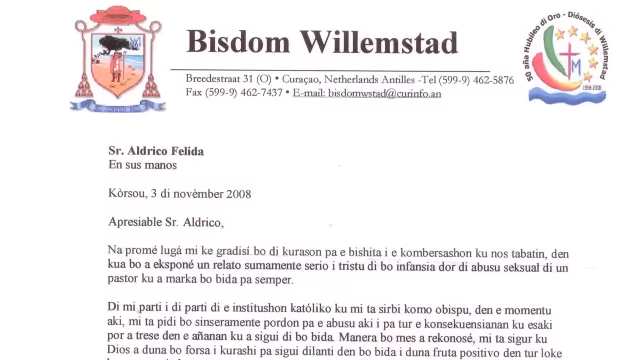 Bisdom Willemstad
Breedestraat 31 (O) • Curaçao, Netherlands Antilles -Tel (599-9) 462-5876
Fax (599-9) 462-7437 • E-mail: bisdomwstad@curinfo.an
50 aña Hubileo di Oro - Diósesis di Willemstad
1958-2008
Sr. Aldrico Felida
En sus manos
Kòrsou, 3 di novèmber 2008
Apresiable Sr. Aldrico,
Na promé lugá mi ke gradisí bo di kurason pa e bishita i e kombersashon ku nos tabatin, den
kua bo a eksponé un relato sumamente serio i tristu di bo infansia dor di abusu seksual di un
pastor ku a marka bo bida pa semper.
Di mi parti i di parti di e institushon katóliko ku mi ta sirbi komo obispu, den e momentu
aki, mi ta pidi bo sinseramente pordon pa e abusu aki i pa tur e konsekuensianan ku esaki
por a trese den e añanan ku a sigui di bo bida. Manera bo mes a rekonosé, mi ta sigur ku
Dios a duna bo forsa i kurashi pa sigui dilanti den bo bida i duna fruta positivo den tur loke